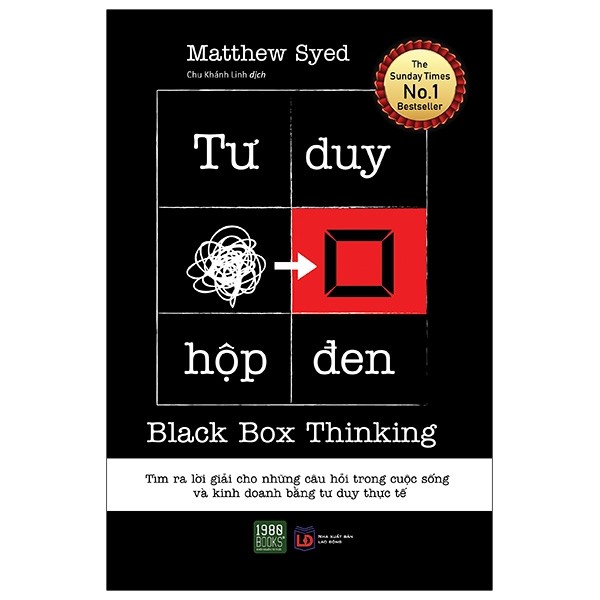 Matthew Syed
Chu Khánh Linh dịch
The
Sunday Times
No.1
Bestseller
Tư duy
hộp đen
Black Box Thinking
Tìm ra lời giải cho những câu hỏi trong cuộc sống
và kinh doanh bằng tư duy thực tế
1980
BOOKS
NHÀ XUẤT BẢN
LAO ĐỘNG